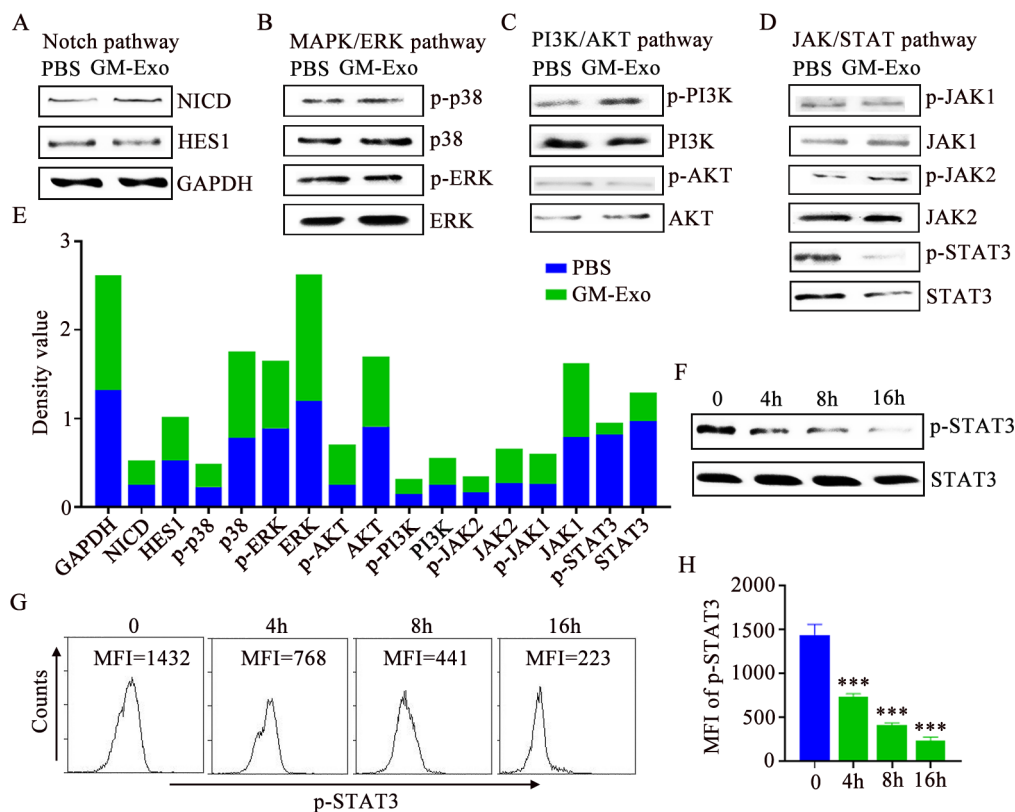 A
Notch pathway
PBS GM-Exo
NICD
HES1
GAPDH
B
MAPK/ERK pathway
PBS GM-Exo
p-p38
p38
p-ERK
ERK
C
PI3K/AKT pathway
PBS GM-Exo
p-PI3K
PI3K
p-AKT
AKT
D
JAK/STAT pathway
PBS GM-Exo
p-JAK1
JAK1
p-JAK2
JAK2
p-STAT3
STAT3
E
Density value
3
2
1
0
PBS
GM-Exo
GAPDH NICD HES1 p-p38 p38 p-ERK ERK p-AKT AKT p-PI3K PI3K p-JAK2 JAK2 p-JAK1 JAK1 p-STAT3 STAT3
F
0 4h 8h 16h
p-STAT3
STAT3
G
0 4h 8h 16h
MFI=1432 MFI=768 MFI=441 MFI=223
Counts
p-STAT3
H
MFI of p-STAT3
2000
1500
1000
500
0
*** *** ***
0 4h 8h 16h